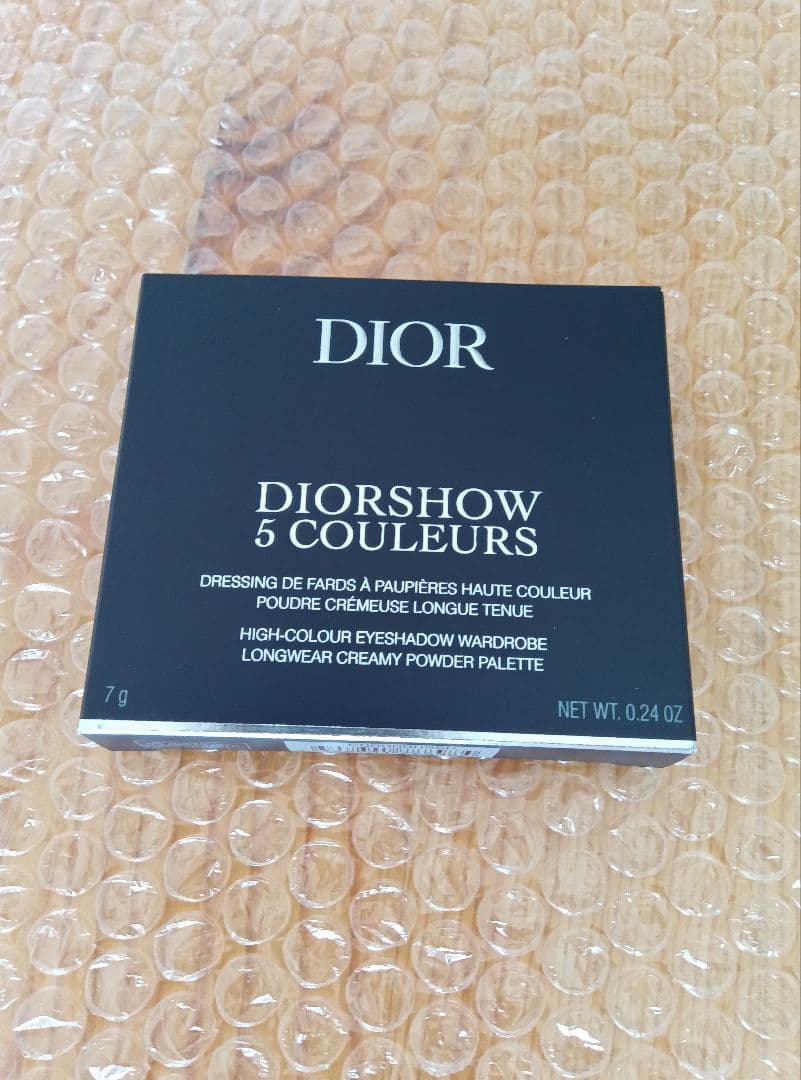 DIOR
DIORSHOW
5 COULEURS
DRESSING DE FARDS À PAUPIÈRES HAUTE COULEUR
POUDRE CRÉMEUSE LONGUE TENUE
HIGH-COLOUR EYESHADOW WARDROBE
LONGWEAR CREAMY POWDER PALETTE
7 g
NET WT. 0.24 OZ